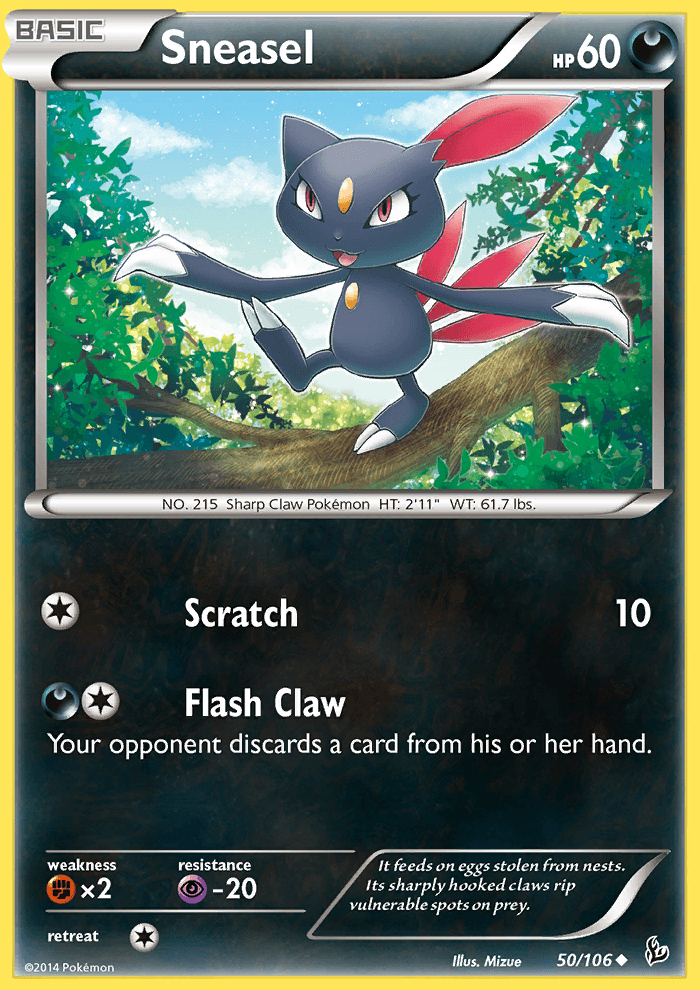 BASIC
Sneasel
HP60
NO. 215 Sharp Claw Pokémon HT: 2'11" WT: 61.7 lbs.
Scratch 10
Flash Claw
Your opponent discards a card from his or her hand.
weakness resistance
×2 -20
It feeds on eggs stolen from nests.
Its sharply hooked claws rip
vulnerable spots on prey.
retreat
Illus. Mizue 50/106
©2014 Pokémon